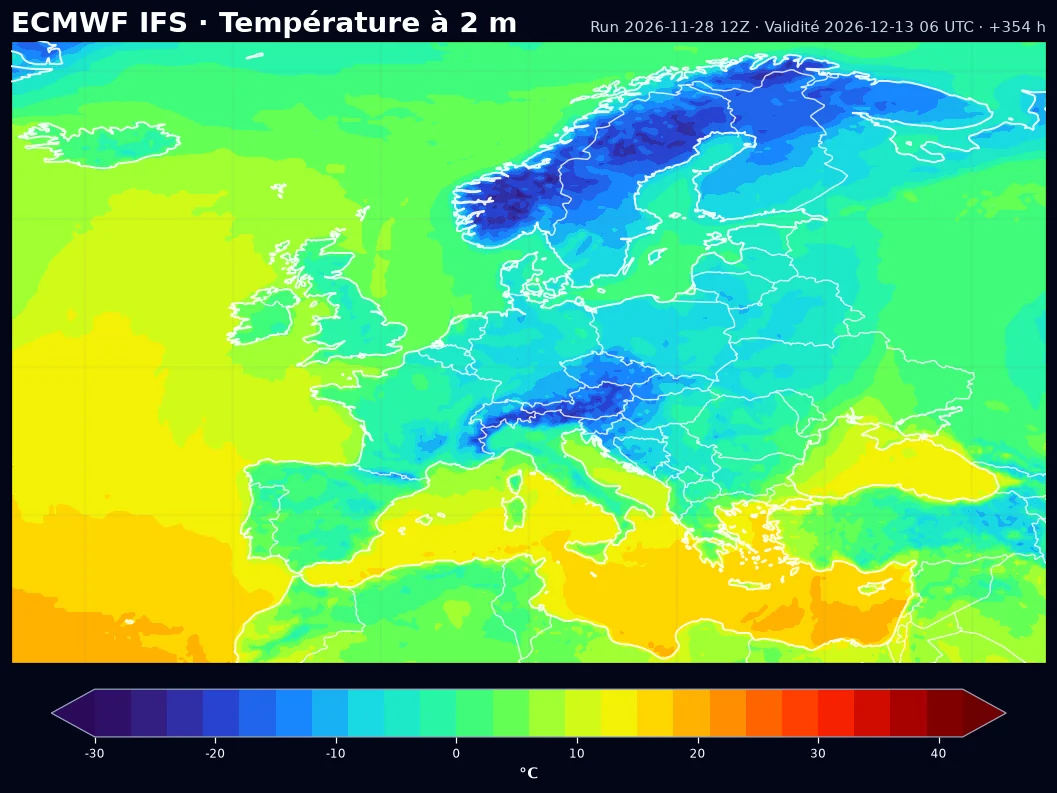 ECMWF IFS · Température à 2 m
Run 2026-11-28 12Z · Validité 2026-12-13 06 UTC · +354 h
-30 -20 -10 0 10 20 30 40
°C